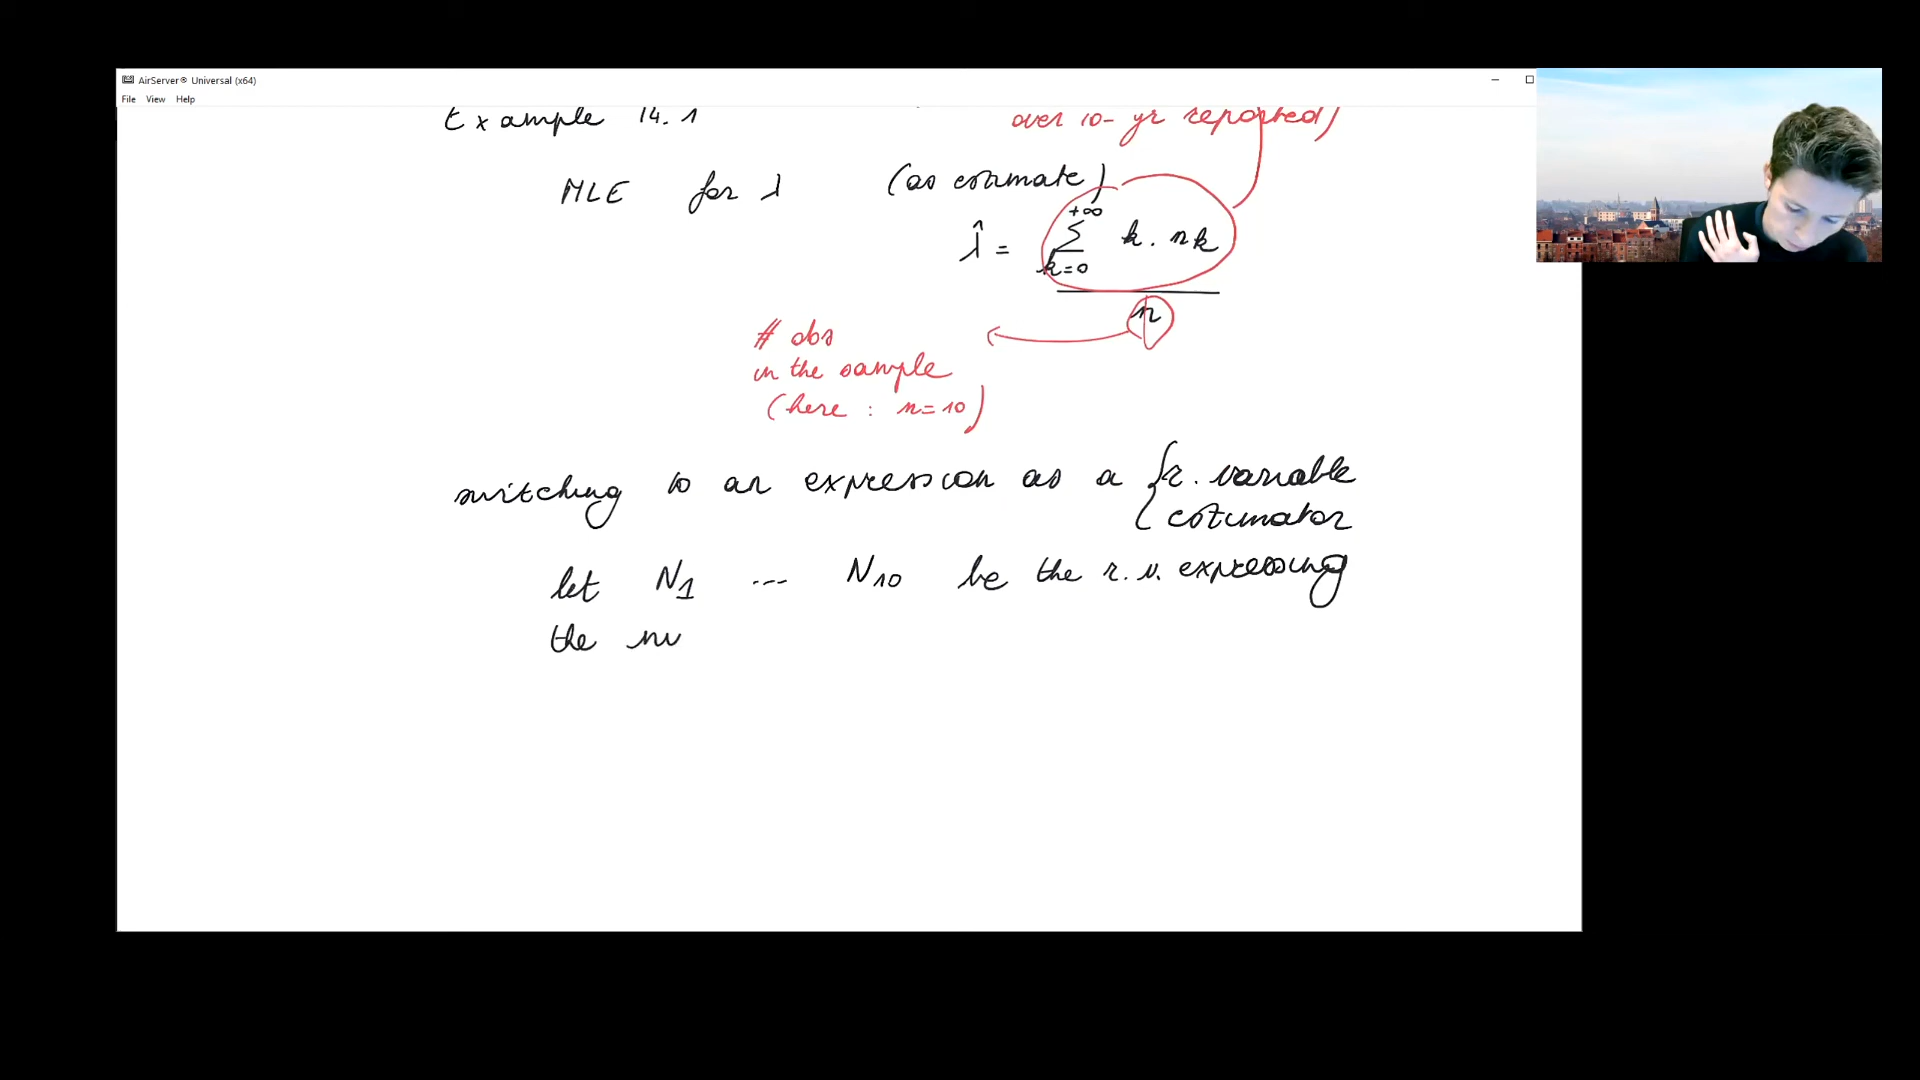 AirServer® Universal (x64)
File View Help
Example 14.1
over 10-yr reported)
MLE for λ (as estimate)
λ̂ = +∞ Σ k=0 k. nk
n
# obs
in the sample
(here : n=10)
switching to an expression as a { r. variable
estimator
let N1 --- N10 be the r.v. expressing
the nu